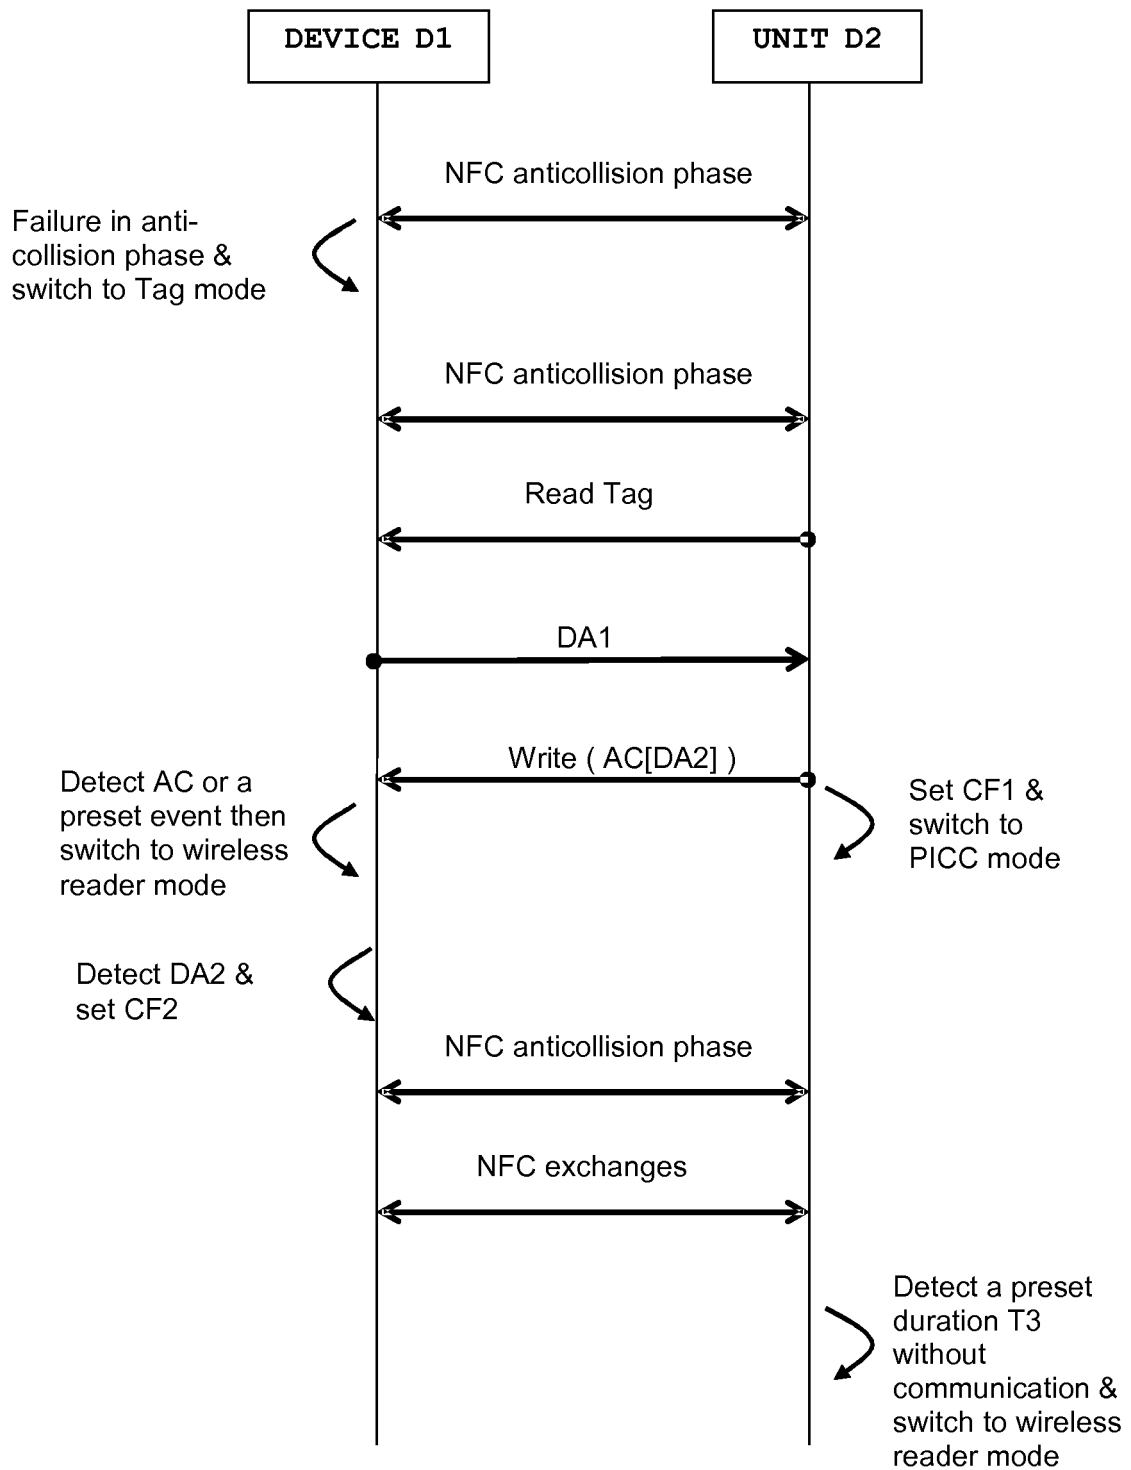 DEVICE D1
UNIT D2
NFC anticollision phase
Failure in anti-
collision phase &
switch to Tag mode
NFC anticollision phase
Read Tag
DA1
Write ( AC[DA2] )
Detect AC or a
preset event then
switch to wireless
reader mode
Set CF1 &
switch to
PICC mode
Detect DA2 &
set CF2
NFC anticollision phase
NFC exchanges
Detect a preset
duration T3
without
communication &
switch to wireless
reader mode